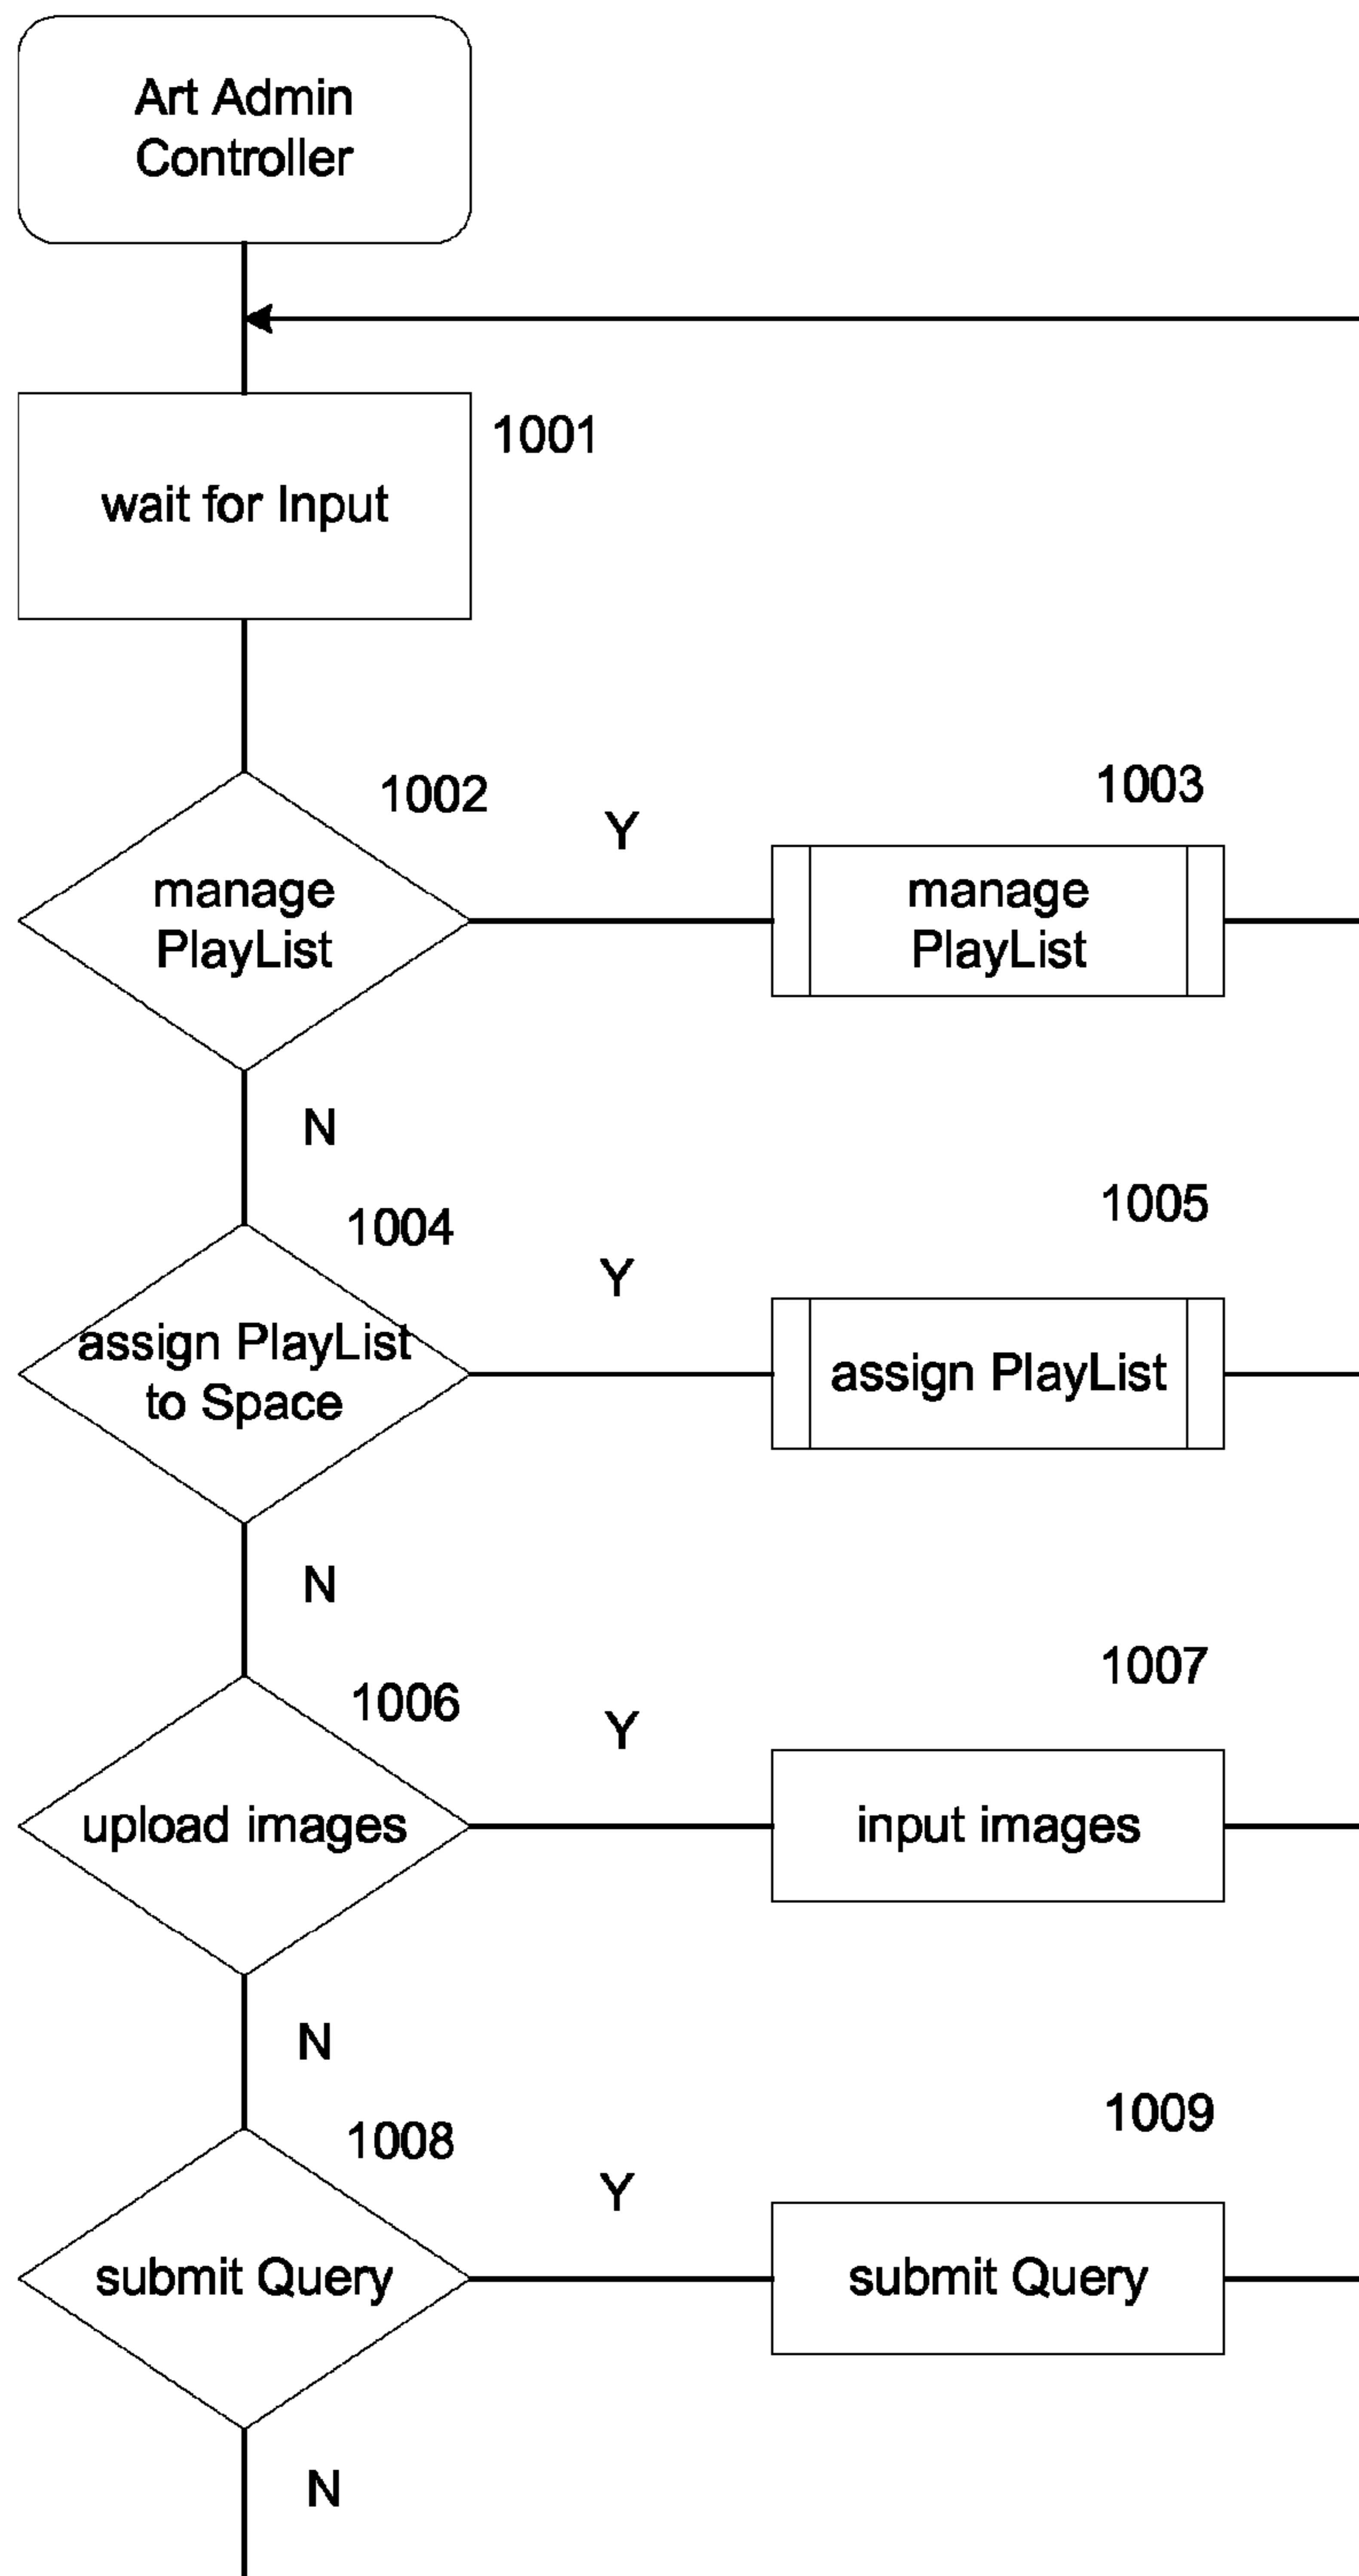 Art Admin
Controller
1001
wait for Input
1002
Y
1003
manage
PlayList
manage
PlayList
N
1004
Y
1005
assign PlayList
to Space
assign PlayList
N
1006
Y
1007
upload images
input images
N
1008
Y
1009
submit Query
submit Query
N